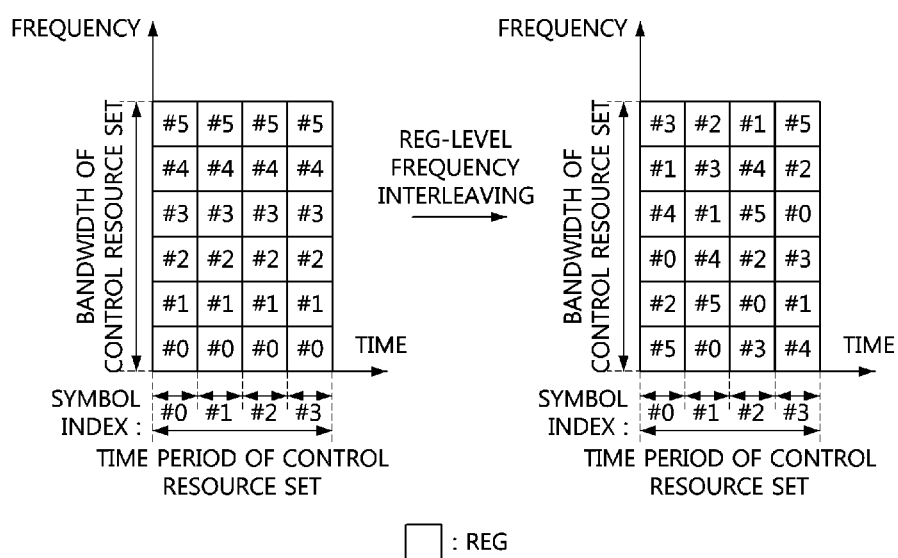 FREQUENCY
FREQUENCY
BANDWIDTH OF
CONTROL RESOURCE SET
#5 #5 #5 #5
#4 #4 #4 #4
#3 #3 #3 #3
#2 #2 #2 #2
#1 #1 #1 #1
#0 #0 #0 #0
TIME
SYMBOL
INDEX :
#0 #1 #2 #3
TIME PERIOD OF CONTROL
RESOURCE SET
REG-LEVEL
FREQUENCY
INTERLEAVING
BANDWIDTH OF
CONTROL RESOURCE SET
#3 #2 #1 #5
#1 #3 #4 #2
#4 #1 #5 #0
#0 #4 #2 #3
#2 #5 #0 #1
#5 #0 #3 #4
TIME
SYMBOL
INDEX :
#0 #1 #2 #3
TIME PERIOD OF CONTROL
RESOURCE SET
: REG